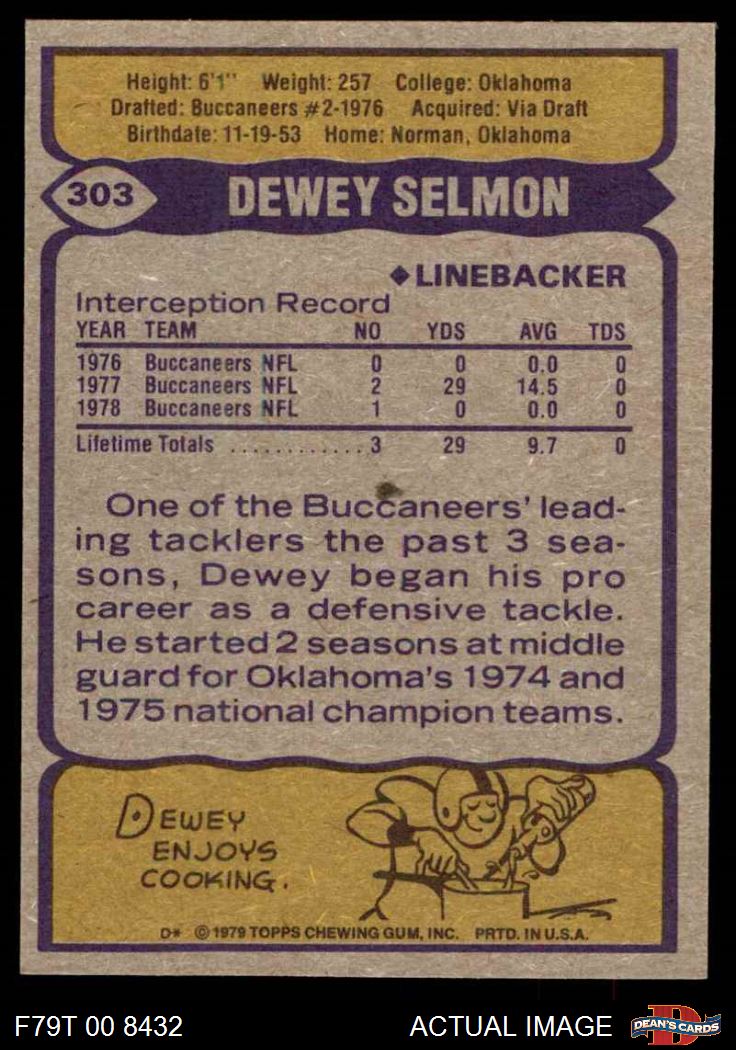 Height: 6'1" Weight: 257 College: Oklahoma
Drafted: Buccaneers #2-1976 Acquired: Via Draft
Birthdate: 11-19-53 Home: Norman, Oklahoma
303 DEWEY SELMON
◆LINEBACKER
Interception Record
YEAR TEAM NO YDS AVG TDS
1976 Buccaneers NFL 0 0 0.0 0
1977 Buccaneers NFL 2 29 14.5 0
1978 Buccaneers NFL 1 0 0.0 0
Lifetime Totals ............ 3 29 9.7 0
One of the Buccaneers' lead-
ing tacklers the past 3 sea-
sons, Dewey began his pro
career as a defensive tackle.
He started 2 seasons at middle
guard for Oklahoma's 1974 and
1975 national champion teams.
DEWEY
ENJOYS
COOKING.
D* © 1979 TOPPS CHEWING GUM, INC. PRTD. IN U.S.A.
F79T 00 8432 ACTUAL IMAGE D DEAN'S CARDS